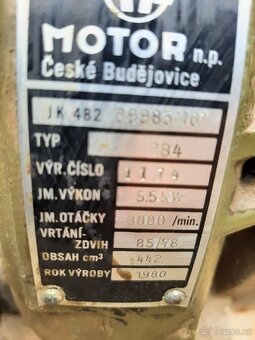 MOTOR n.p.
České Budějovice
JK 482
TYP 784
VÝR. ČÍSLO 1174
JM. VÝKON 5.5 kW
JM. OTÁČKY 3000 /min.
VRTÁNÍ-
ZDVIH 85/78
OBSAH cm³ 442
ROK VÝROBY 1980